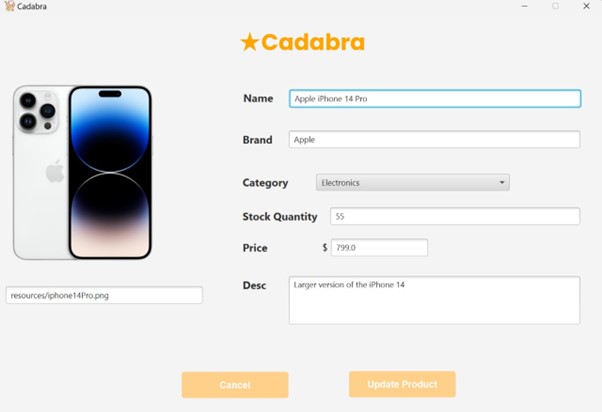 Cadabra
★Cadabra
Name
Apple iPhone 14 Pro
Brand
Apple
Category
Electronics
Stock Quantity
55
Price
$ 799.0
Desc
Larger version of the iPhone 14
resources/iphone14Pro.png
Cancel
Update Product